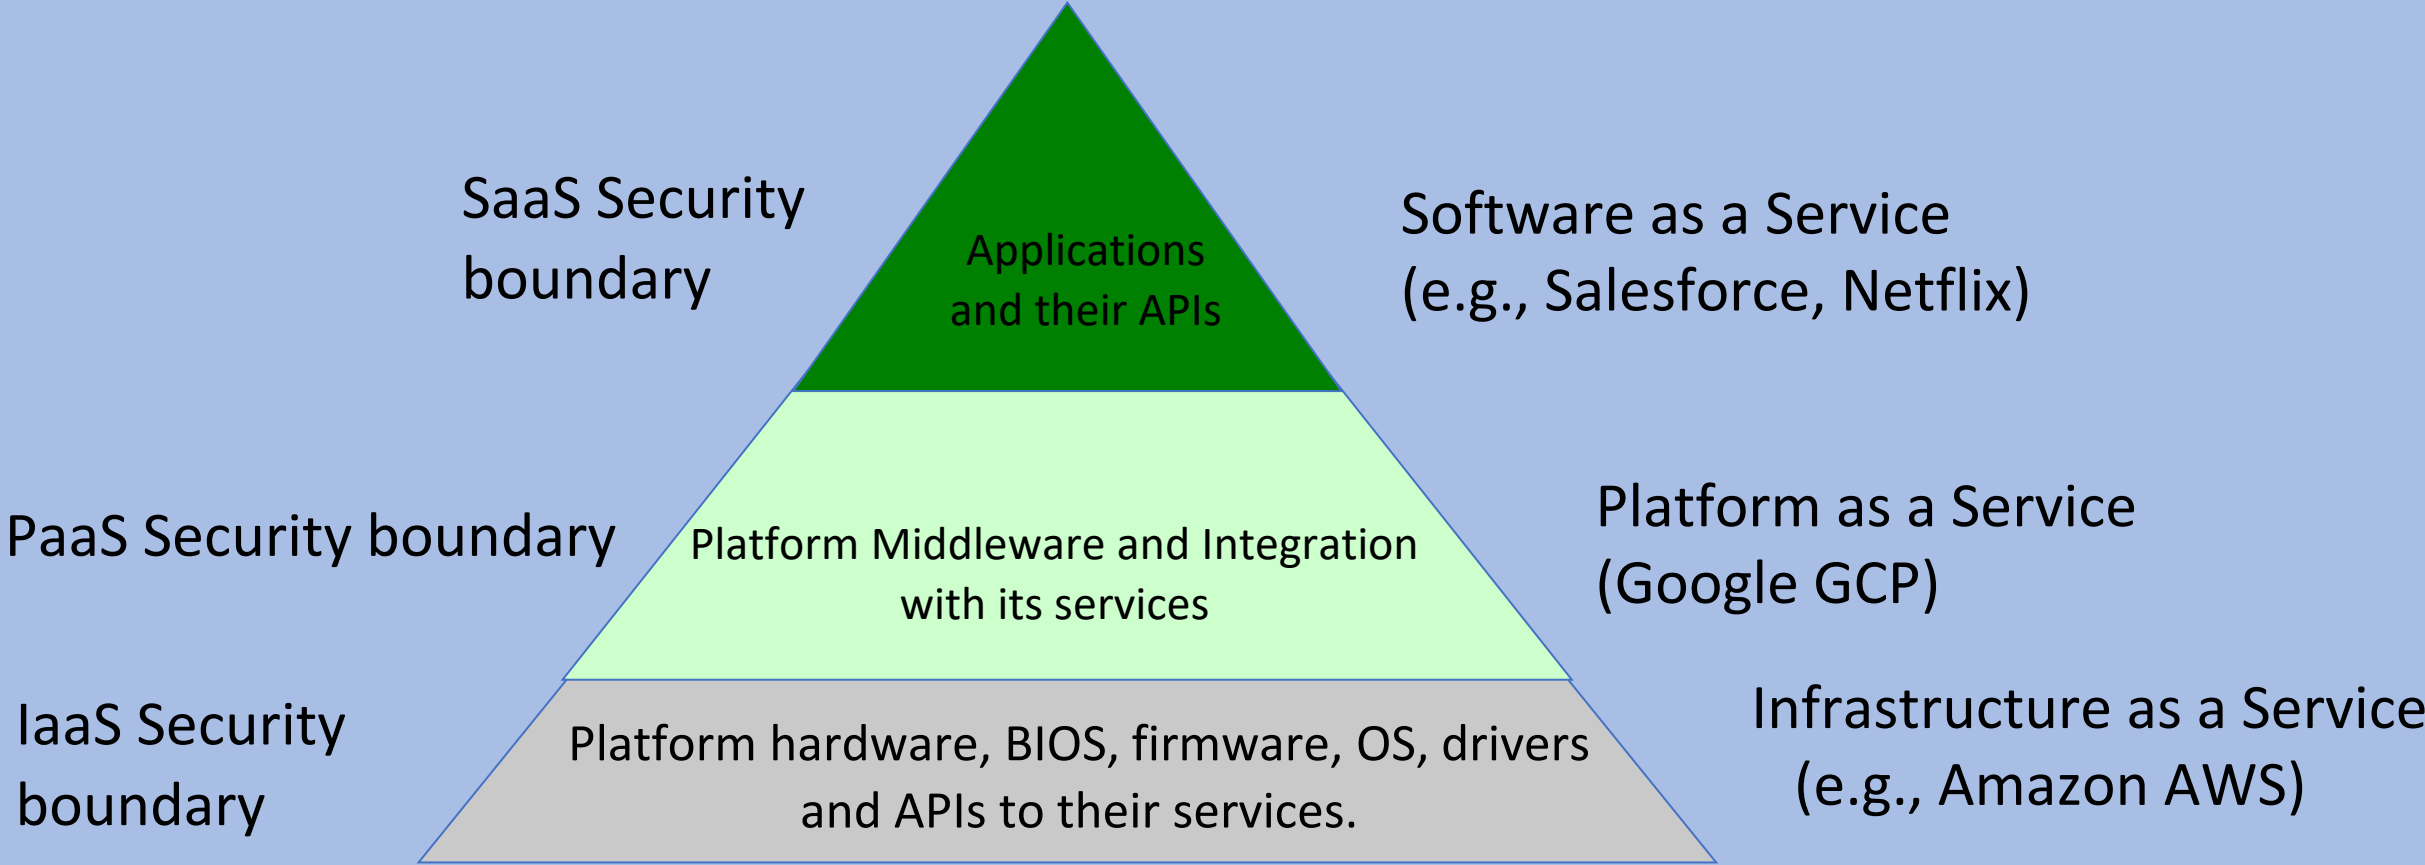 SaaS Security
boundary
Applications
and their APIs
Software as a Service
(e.g., Salesforce, Netflix)
PaaS Security boundary
Platform Middleware and Integration
with its services
Platform as a Service
(Google GCP)
IaaS Security
boundary
Platform hardware, BIOS, firmware, OS, drivers
and APIs to their services.
Infrastructure as a Service
(e.g., Amazon AWS)